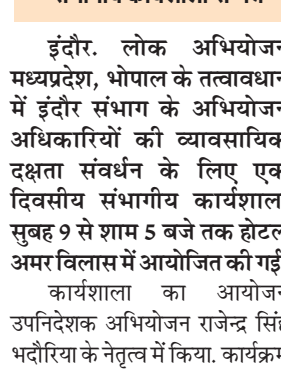 इंदौर. लोक अभियोजन
मध्यप्रदेश, भोपाल के तत्वावधान
में इंदौर संभाग के अभियोजन
अधिकारियों की व्यावसायिक
दक्षता संवर्धन के लिए एक
दिवसीय संभागीय कार्यशाल
सुबह 9 से शाम 5 बजे तक होटल
अमर विलास में आयोजित की गई
कार्यशाला का आयोजन
उपनिदेशक अभियोजन राजेन्द्र सिंह
भदौरिया के नेतृत्व में किया. कार्यक्रम